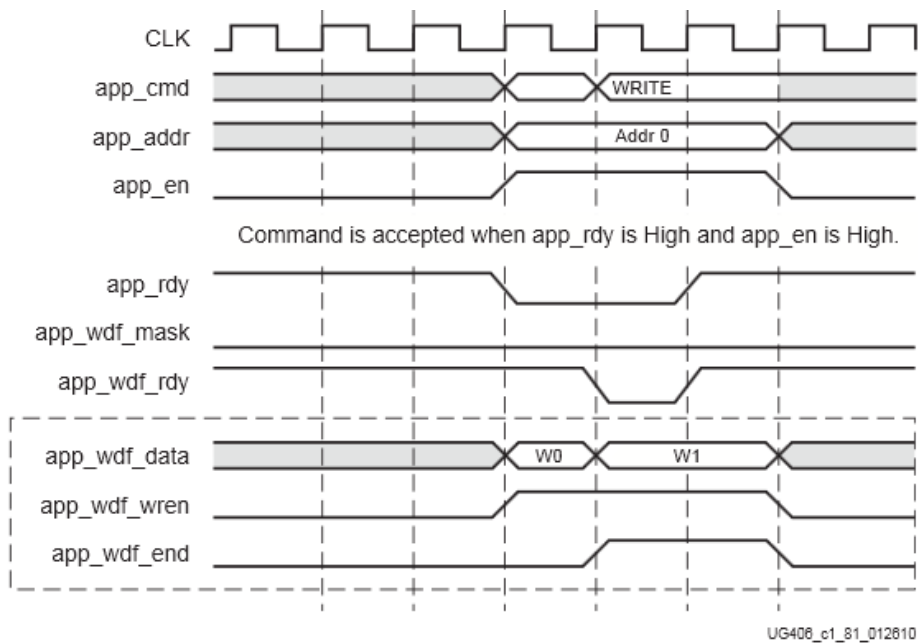 CLK
app_cmd
WRITE
app_addr
Addr 0
app_en
Command is accepted when app_rdy is High and app_en is High.
app_rdy
app_wdf_mask
app_wdf_rdy
app_wdf_data
W0
W1
app_wdf_wren
app_wdf_end
UG406_c1_81_012610